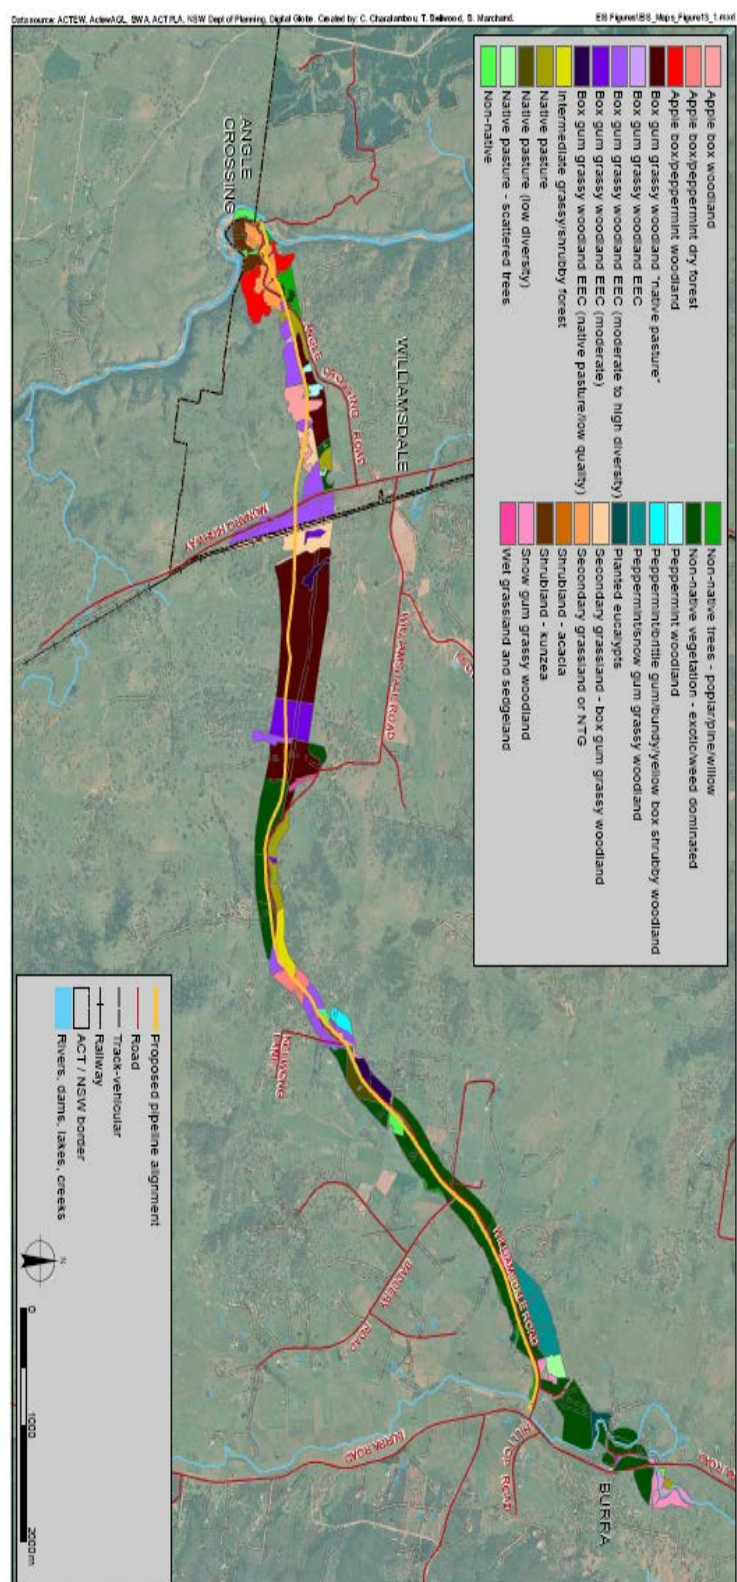 Data source: ACTEW, ActewAGL, BWA, ACTPLA, NSW Dept of Planning, Digital Globe. Created by: C. Charalambou, T. Bellwood, B. Marchand.
Apple box woodland
Apple box/peppermint dry forest
Apple box/peppermint woodland
Box gum grassy woodland "native pasture"
Box gum grassy woodland EEC
Box gum grassy woodland EEC (moderate to high diversity)
Box gum grassy woodland EEC (moderate)
Box gum grassy woodland EEC (native pasture/low quality)
Intermediate grassy/shrubby forest
Native pasture
Native pasture (low diversity)
Native pasture - scattered trees
Non-native
Non-native trees - poplar/pine/willow
Non-native vegetation - exotic/weed dominated
Peppermint woodland
Peppermint/brittle gum/bundy/yellow box shrubby woodland
Peppermint/snow gum grassy woodland
Planted eucalypts
Secondary grassland - box gum grassy woodland
Secondary grassland or NTG
Shrubland - acacia
Shrubland - kunzea
Snow gum grassy woodland
Wet grassland and sedgeland
ANGLE
CROSSING
ANGLE CROSSING ROAD
WILLIAMSDALE
MONARO HIGHWAY
WILLIAMSDALE ROAD
WILLIAMSDALE ROAD
BADGERY
ROAD
BURRA ROAD
HILLTOP ROAD
BURRA
ROAD
Proposed pipeline alignment
Road
Track-vehicular
Railway
ACT / NSW border
Rivers, dams, lakes, creeks
N
0
1000
2000m